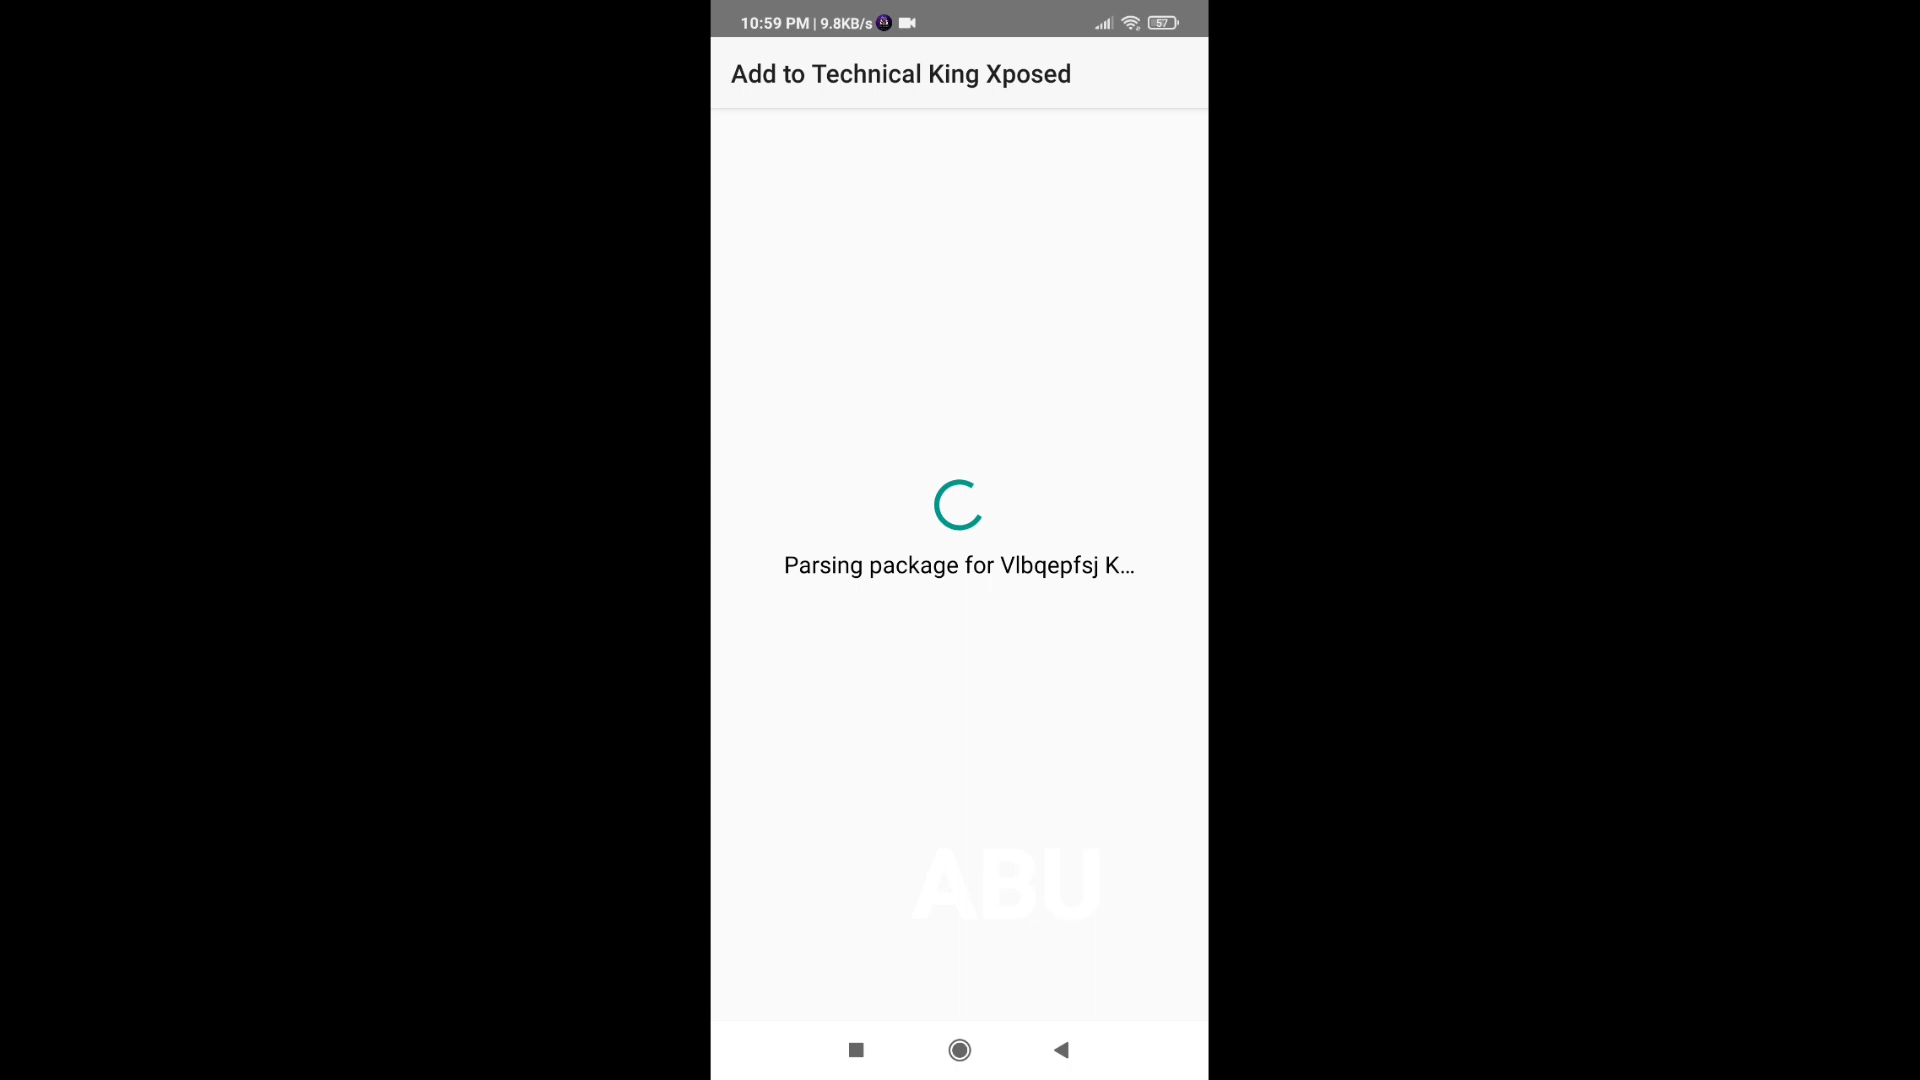 10:59 PM | 9.8KB/s
57
Add to Technical King Xposed
Parsing package for Vlbqepfsj K...
ABU